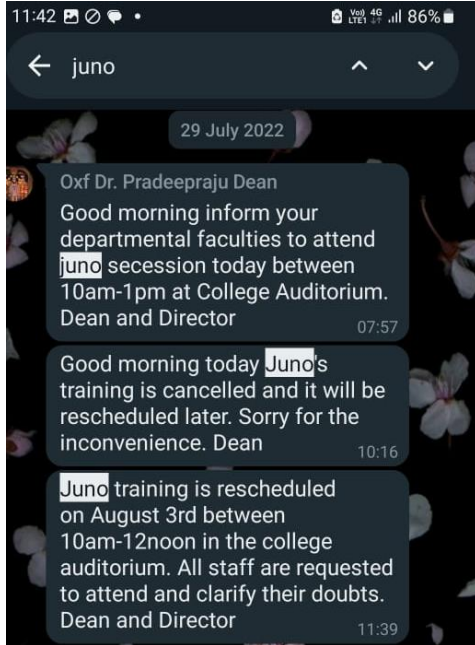 11:42
Vo)) 4G 86%
LTE1
juno
29 July 2022
Oxf Dr. Pradeepraju Dean
Good morning inform your
departmental faculties to attend
juno secession today between
10am-1pm at College Auditorium.
Dean and Director
07:57
Good morning today Juno's
training is cancelled and it will be
rescheduled later. Sorry for the
inconvenience. Dean
10:16
Juno training is rescheduled
on August 3rd between
10am-12noon in the college
auditorium. All staff are requested
to attend and clarify their doubts.
Dean and Director
11:39